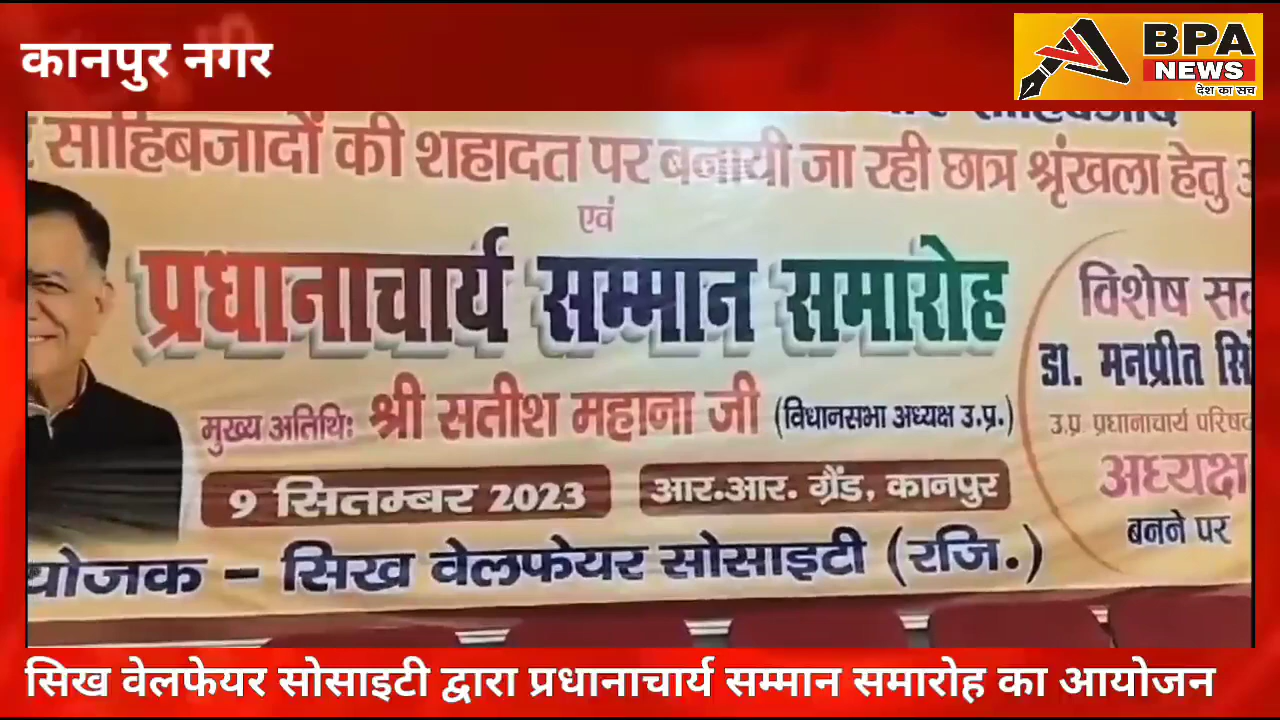 कानपुर नगर
BPA
NEWS
देश का सच
साहिबजादों की शहादत पर बनायी जा रही छात्र श्रृंखला हेतु
एवं
प्रधानाचार्य सम्मान समारोह
विशेष
डा. मनप्रीत
मुख्य अतिथि: श्री सतीश महाना जी (विधानसभा अध्यक्ष उ.प्र.)
उ.प्र प्रधानाचार्य परिषद
अध्यक्ष
9 सितम्बर 2023 आर.आर. ग्रैंड, कानपुर
बनने पर
योजक – सिख वेलफेयर सोसाइटी (रजि.)
सिख वेलफेयर सोसाइटी द्वारा प्रधानाचार्य सम्मान समारोह का आयोजन